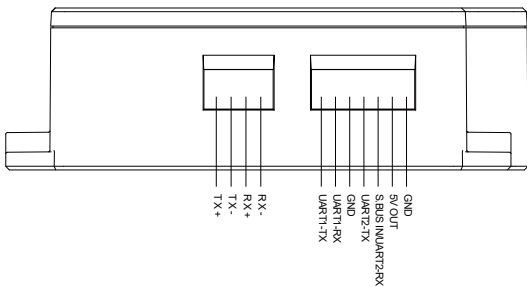 TX+
TX-
RX+
RX-
UART1-TX
UART1-RX
GND
UART2-TX
S.BUS IN/UART2-RX
5V OUT
GND